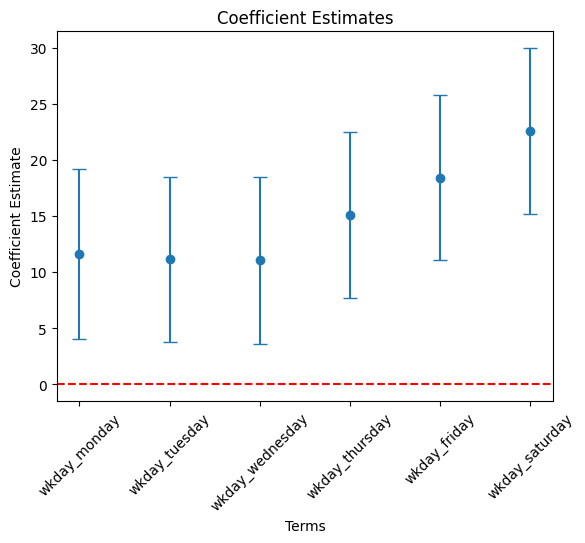 Coefficient Estimates
30
25
20
15
10
5
0
Coefficient Estimate
wkday_monday
wkday_tuesday
wkday_wednesday
wkday_thursday
wkday_friday
wkday_saturday
Terms